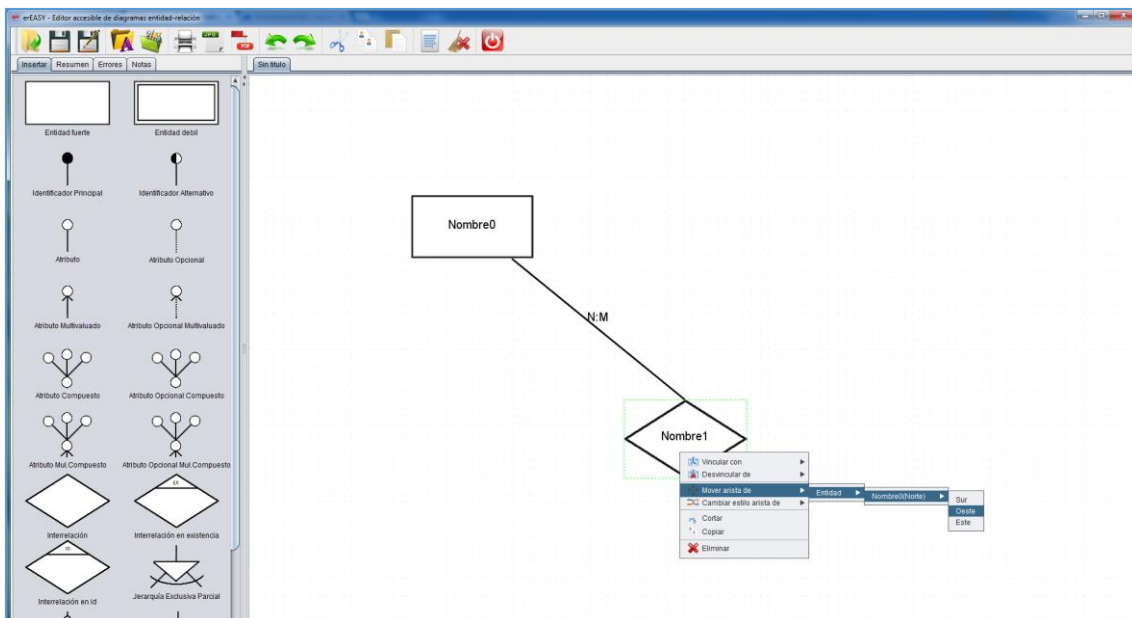 erEASY - Editor accesible de diagramas entidad-relación
Insertar Resumen Errores Notas
Sin titulo
Entidad fuerte Entidad debil
Identificador Principal Identificador Alternativo
Atributo Atributo Opcional
Atributo Multivaluado Atributo Opcional Multivaluado
Atributo Compuesto Atributo Opcional Compuesto
Atributo Mul.Compuesto Atributo Opcional Mul.Compuesto
Interrelación Interrelación en existencia
Interrelación en id Jerarquía Exclusiva Parcial
Nombre0
N:M
Nombre1
Vincular con
Desvincular de
Mover arista de
Cambiar estilo arista de
Cortar
Copiar
Eliminar
Entidad
Nombre0(Norte)
Sur
Oeste
Este